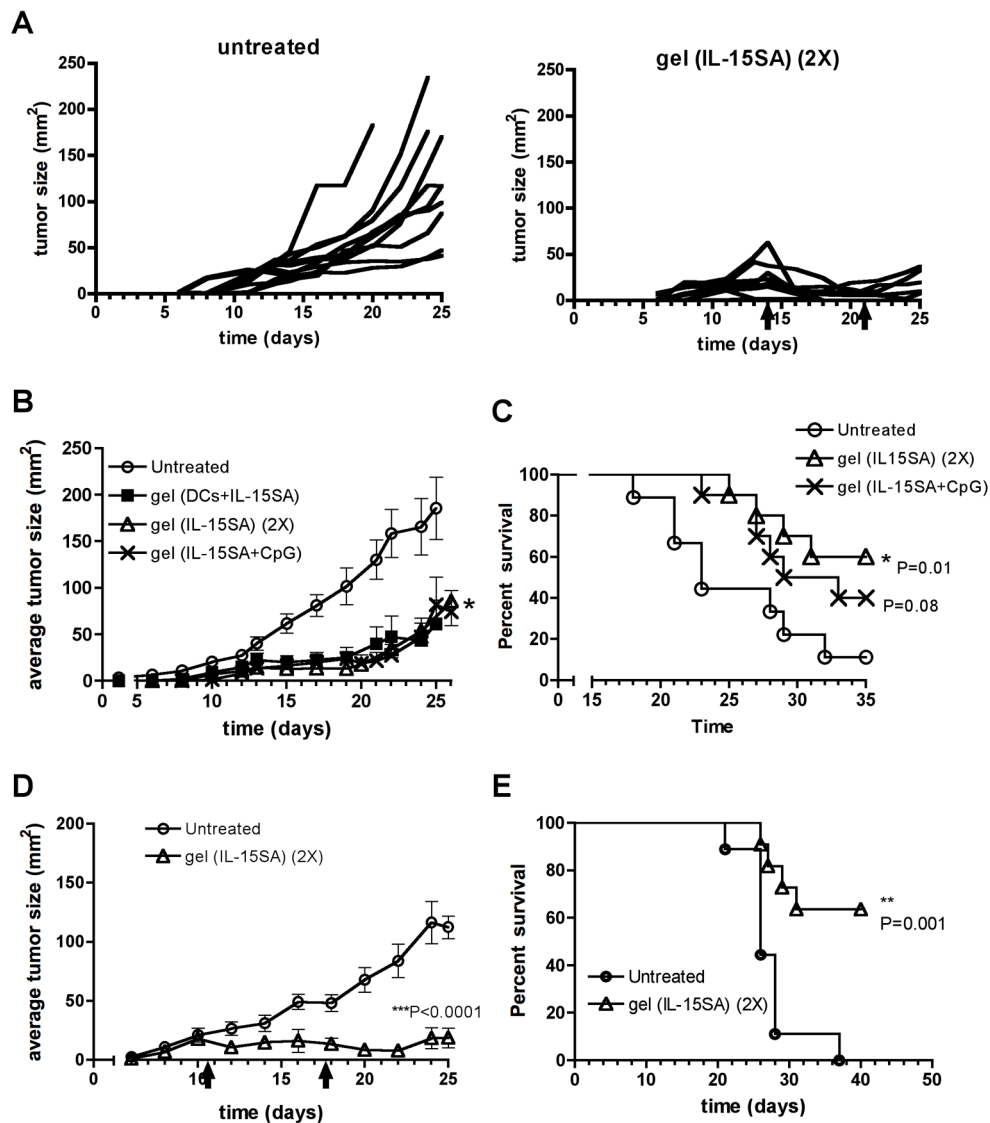 A
untreated
250
200
150
100
50
0
tumor size (mm2)
0 5 10 15 20 25
time (days)
gel (IL-15SA) (2X)
250
200
150
100
50
0
tumor size (mm2)
0 5 10 15 20 25
time (days)
B
250
200
150
100
50
0
average tumor size (mm2)
Untreated
gel (DCs+IL-15SA)
gel (IL-15SA) (2X)
gel (IL-15SA+CpG)
*
0 5 10 15 20 25
time (days)
C
Untreated
gel (IL15SA) (2X)
gel (IL-15SA+CpG)
100
80
60
40
20
0
Percent survival
* P=0.01
P=0.08
0 15 20 25 30 35
Time
D
200
150
100
50
0
average tumor size (mm2)
Untreated
gel (IL-15SA) (2X)
***P<0.0001
0 10 15 20 25
time (days)
E
100
80
60
40
20
0
Percent survival
**
P=0.001
Untreated
gel (IL-15SA) (2X)
0 10 20 30 40 50
time (days)